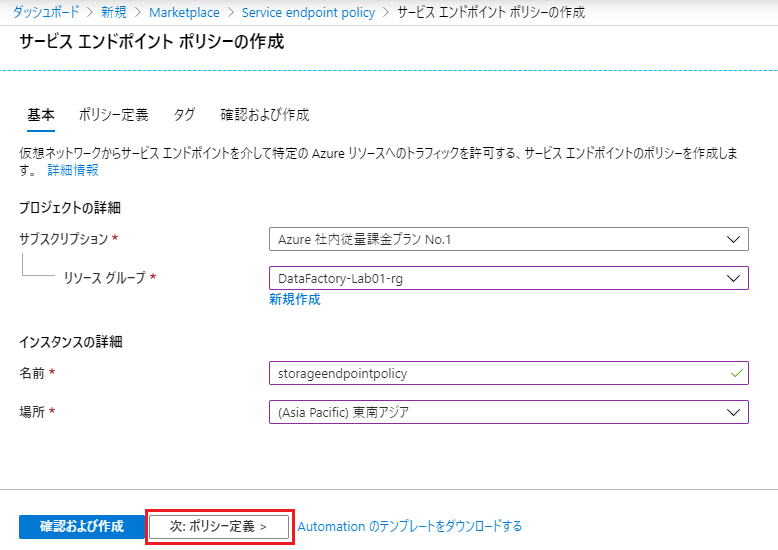 ダッシュボード > 新規 > Marketplace > Service endpoint policy > サービス エンドポイント ポリシーの作成
サービス エンドポイント ポリシーの作成
基本 ポリシー定義 タグ 確認および作成
仮想ネットワークからサービス エンドポイントを介して特定の Azure リソースへのトラフィックを許可する、サービス エンドポイントのポリシーを作成しま
す。 詳細情報
プロジェクトの詳細
サブスクリプション * Azure 社内従量課金プラン No.1
リソース グループ * DataFactory-Lab01-rg
新規作成
インスタンスの詳細
名前 * storageendpointpolicy
場所 * (Asia Pacific) 東南アジア
確認および作成 次: ポリシー定義 > Automation のテンプレートをダウンロードする